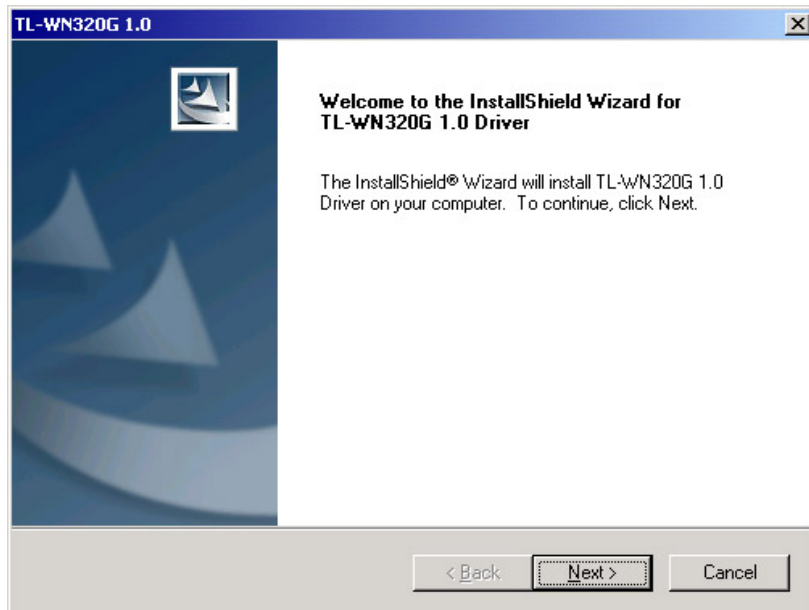 TL-WN320G 1.0
Welcome to the InstallShield Wizard for
TL-WN320G 1.0 Driver
The InstallShield® Wizard will install TL-WN320G 1.0
Driver on your computer. To continue, click Next.
< Back
Next >
Cancel